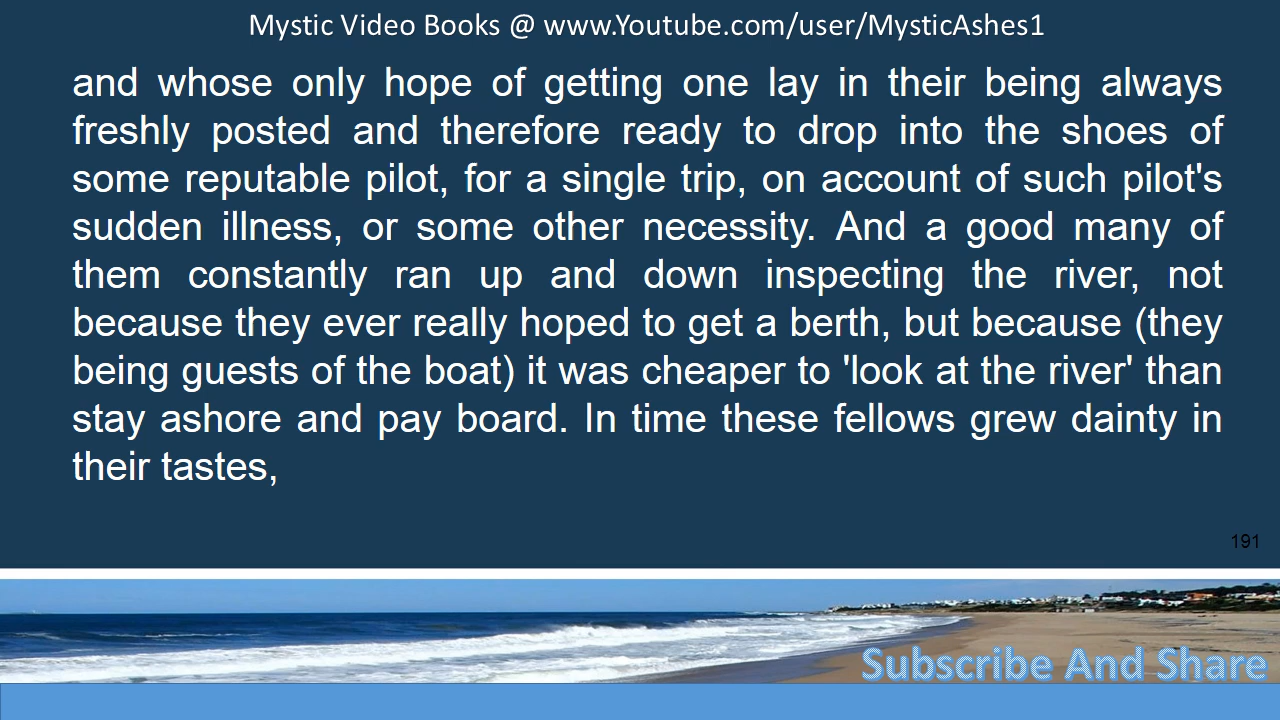 Mystic Video Books @ www.Youtube.com/user/MysticAshes1
and whose only hope of getting one lay in their being always
freshly posted and therefore ready to drop into the shoes of
some reputable pilot, for a single trip, on account of such pilot's
sudden illness, or some other necessity. And a good many of
them constantly ran up and down inspecting the river, not
because they ever really hoped to get a berth, but because (they
being guests of the boat) it was cheaper to 'look at the river' than
stay ashore and pay board. In time these fellows grew dainty in
their tastes,
191
Subscribe And Share